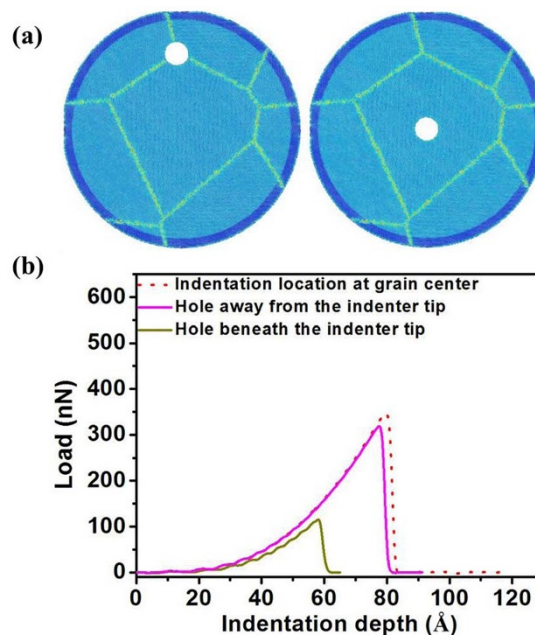 (a)
(b)
Indentation location at grain center
Hole away from the indenter tip
Hole beneath the indenter tip
Load (nN)
600
500
400
300
200
100
0
0 20 40 60 80 100 120
Indentation depth (Å)